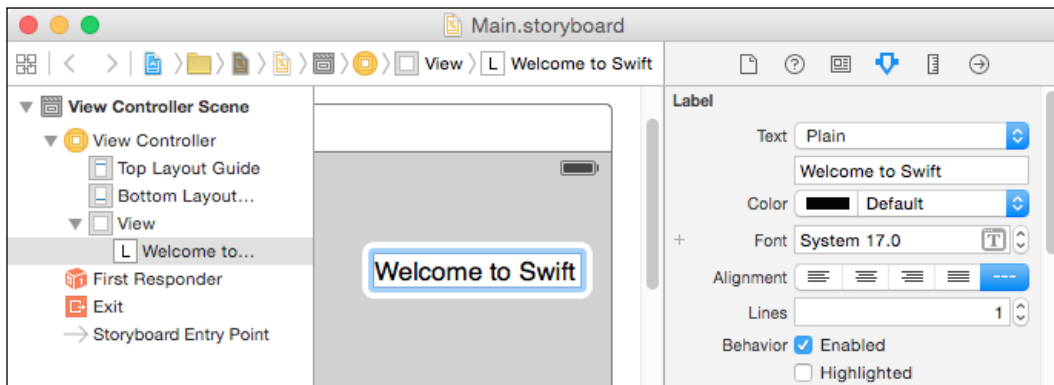 Main.storyboard
View L Welcome to Swift
View Controller Scene
View Controller
Top Layout Guide
Bottom Layout...
View
L Welcome to...
First Responder
Exit
Storyboard Entry Point
Welcome to Swift
Label
Text Plain
Welcome to Swift
Color Default
+ Font System 17.0 T
Alignment ---
Lines 1
Behavior Enabled
Highlighted